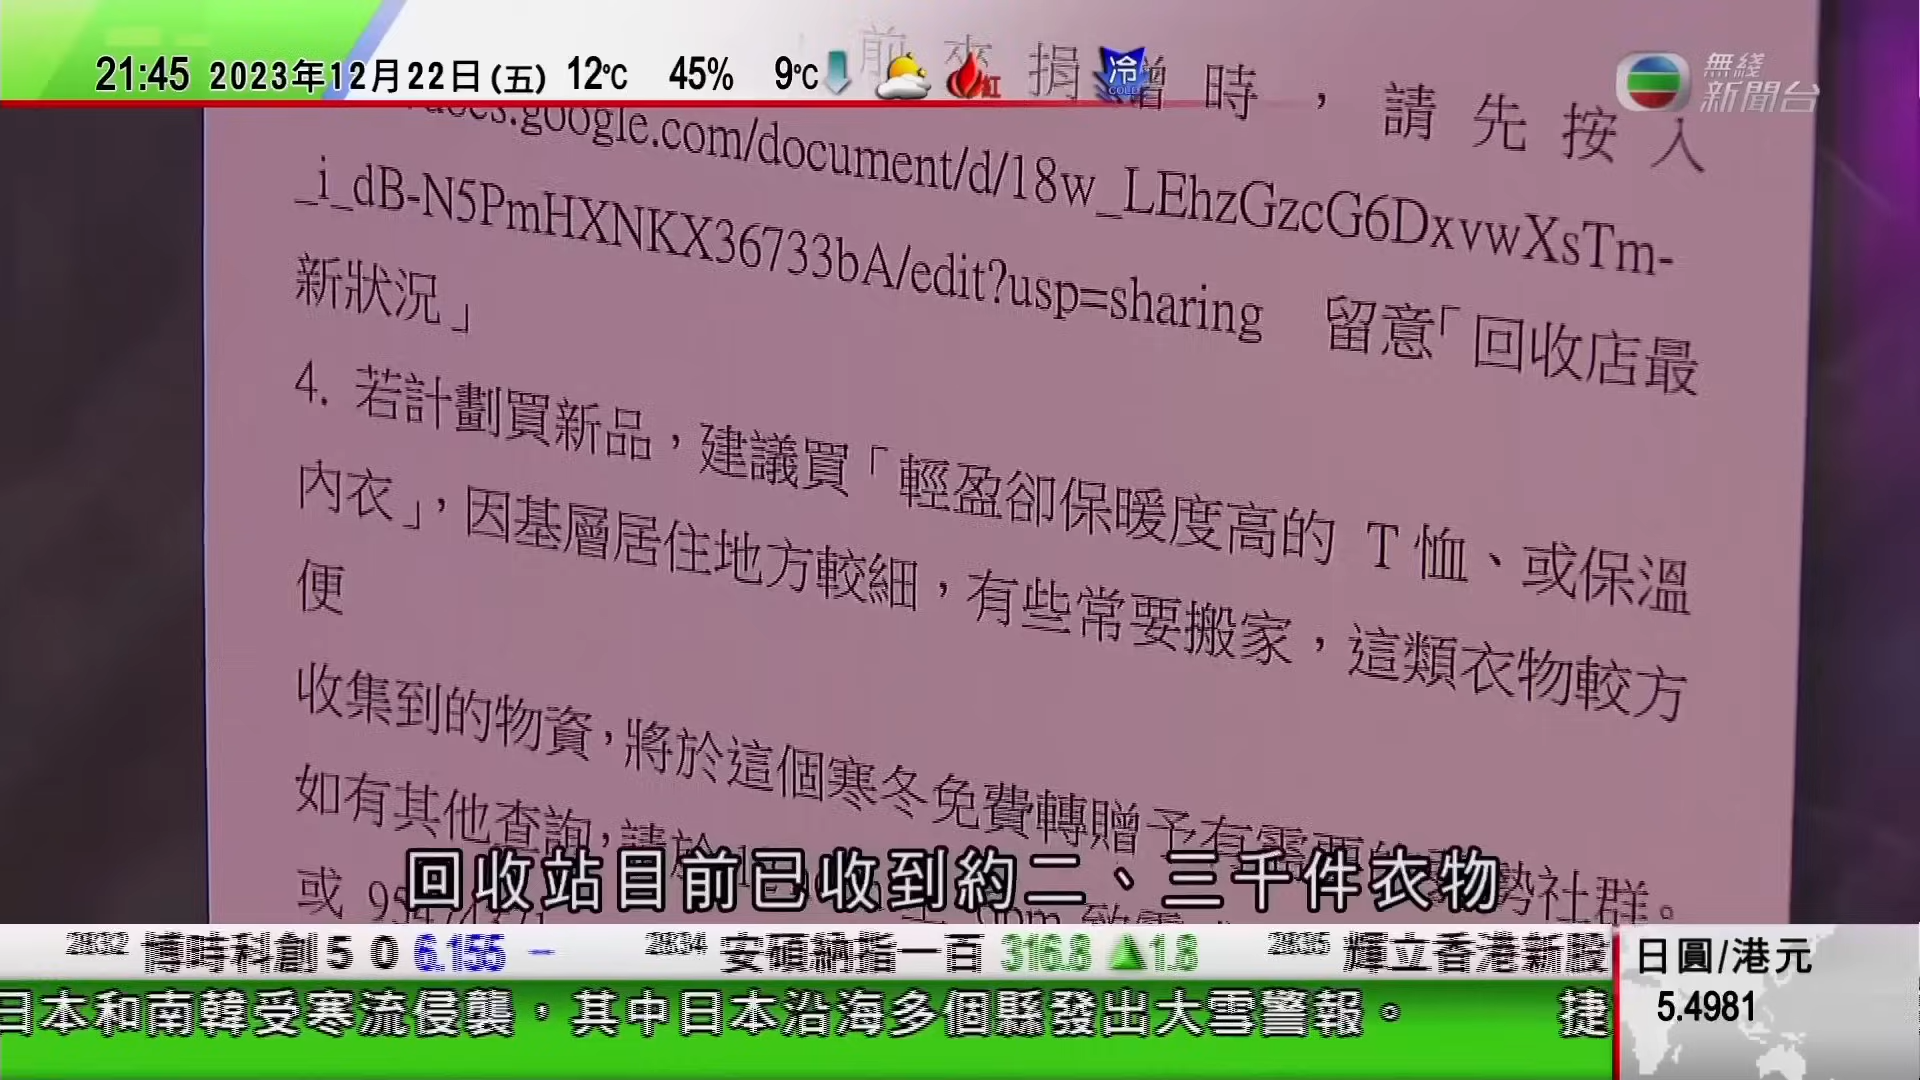 21:45 2023年12月22日(五) 12℃ 45% 9℃ 紅 冷 COLD
無綫
新聞台
前來捐贈時，請先按入
docs.google.com/document/d/18w_LEhzGzcG6DxvwXsTm-
_i_dB-N5PmHXNKX36733bA/edit?usp=sharing 留意「回收店最
新狀況」
4. 若計劃買新品，建議買「輕盈卻保暖度高的 T 恤、或保溫
內衣」，因基層居住地方較細，有些常要搬家，這類衣物較方
便
收集到的物資，將於這個寒冬免費轉贈予有需要的弱勢社群。
如有其他查詢，請於
或
回收站目前已收到約二、三千件衣物
2832 博時科創５０ 6.155 － 2834 安碩納指一百 316.8 ▲1.8 2835 輝立香港新股
日圓/港元
5.4981
日本和南韓受寒流侵襲，其中日本沿海多個縣發出大雪警報。 捷